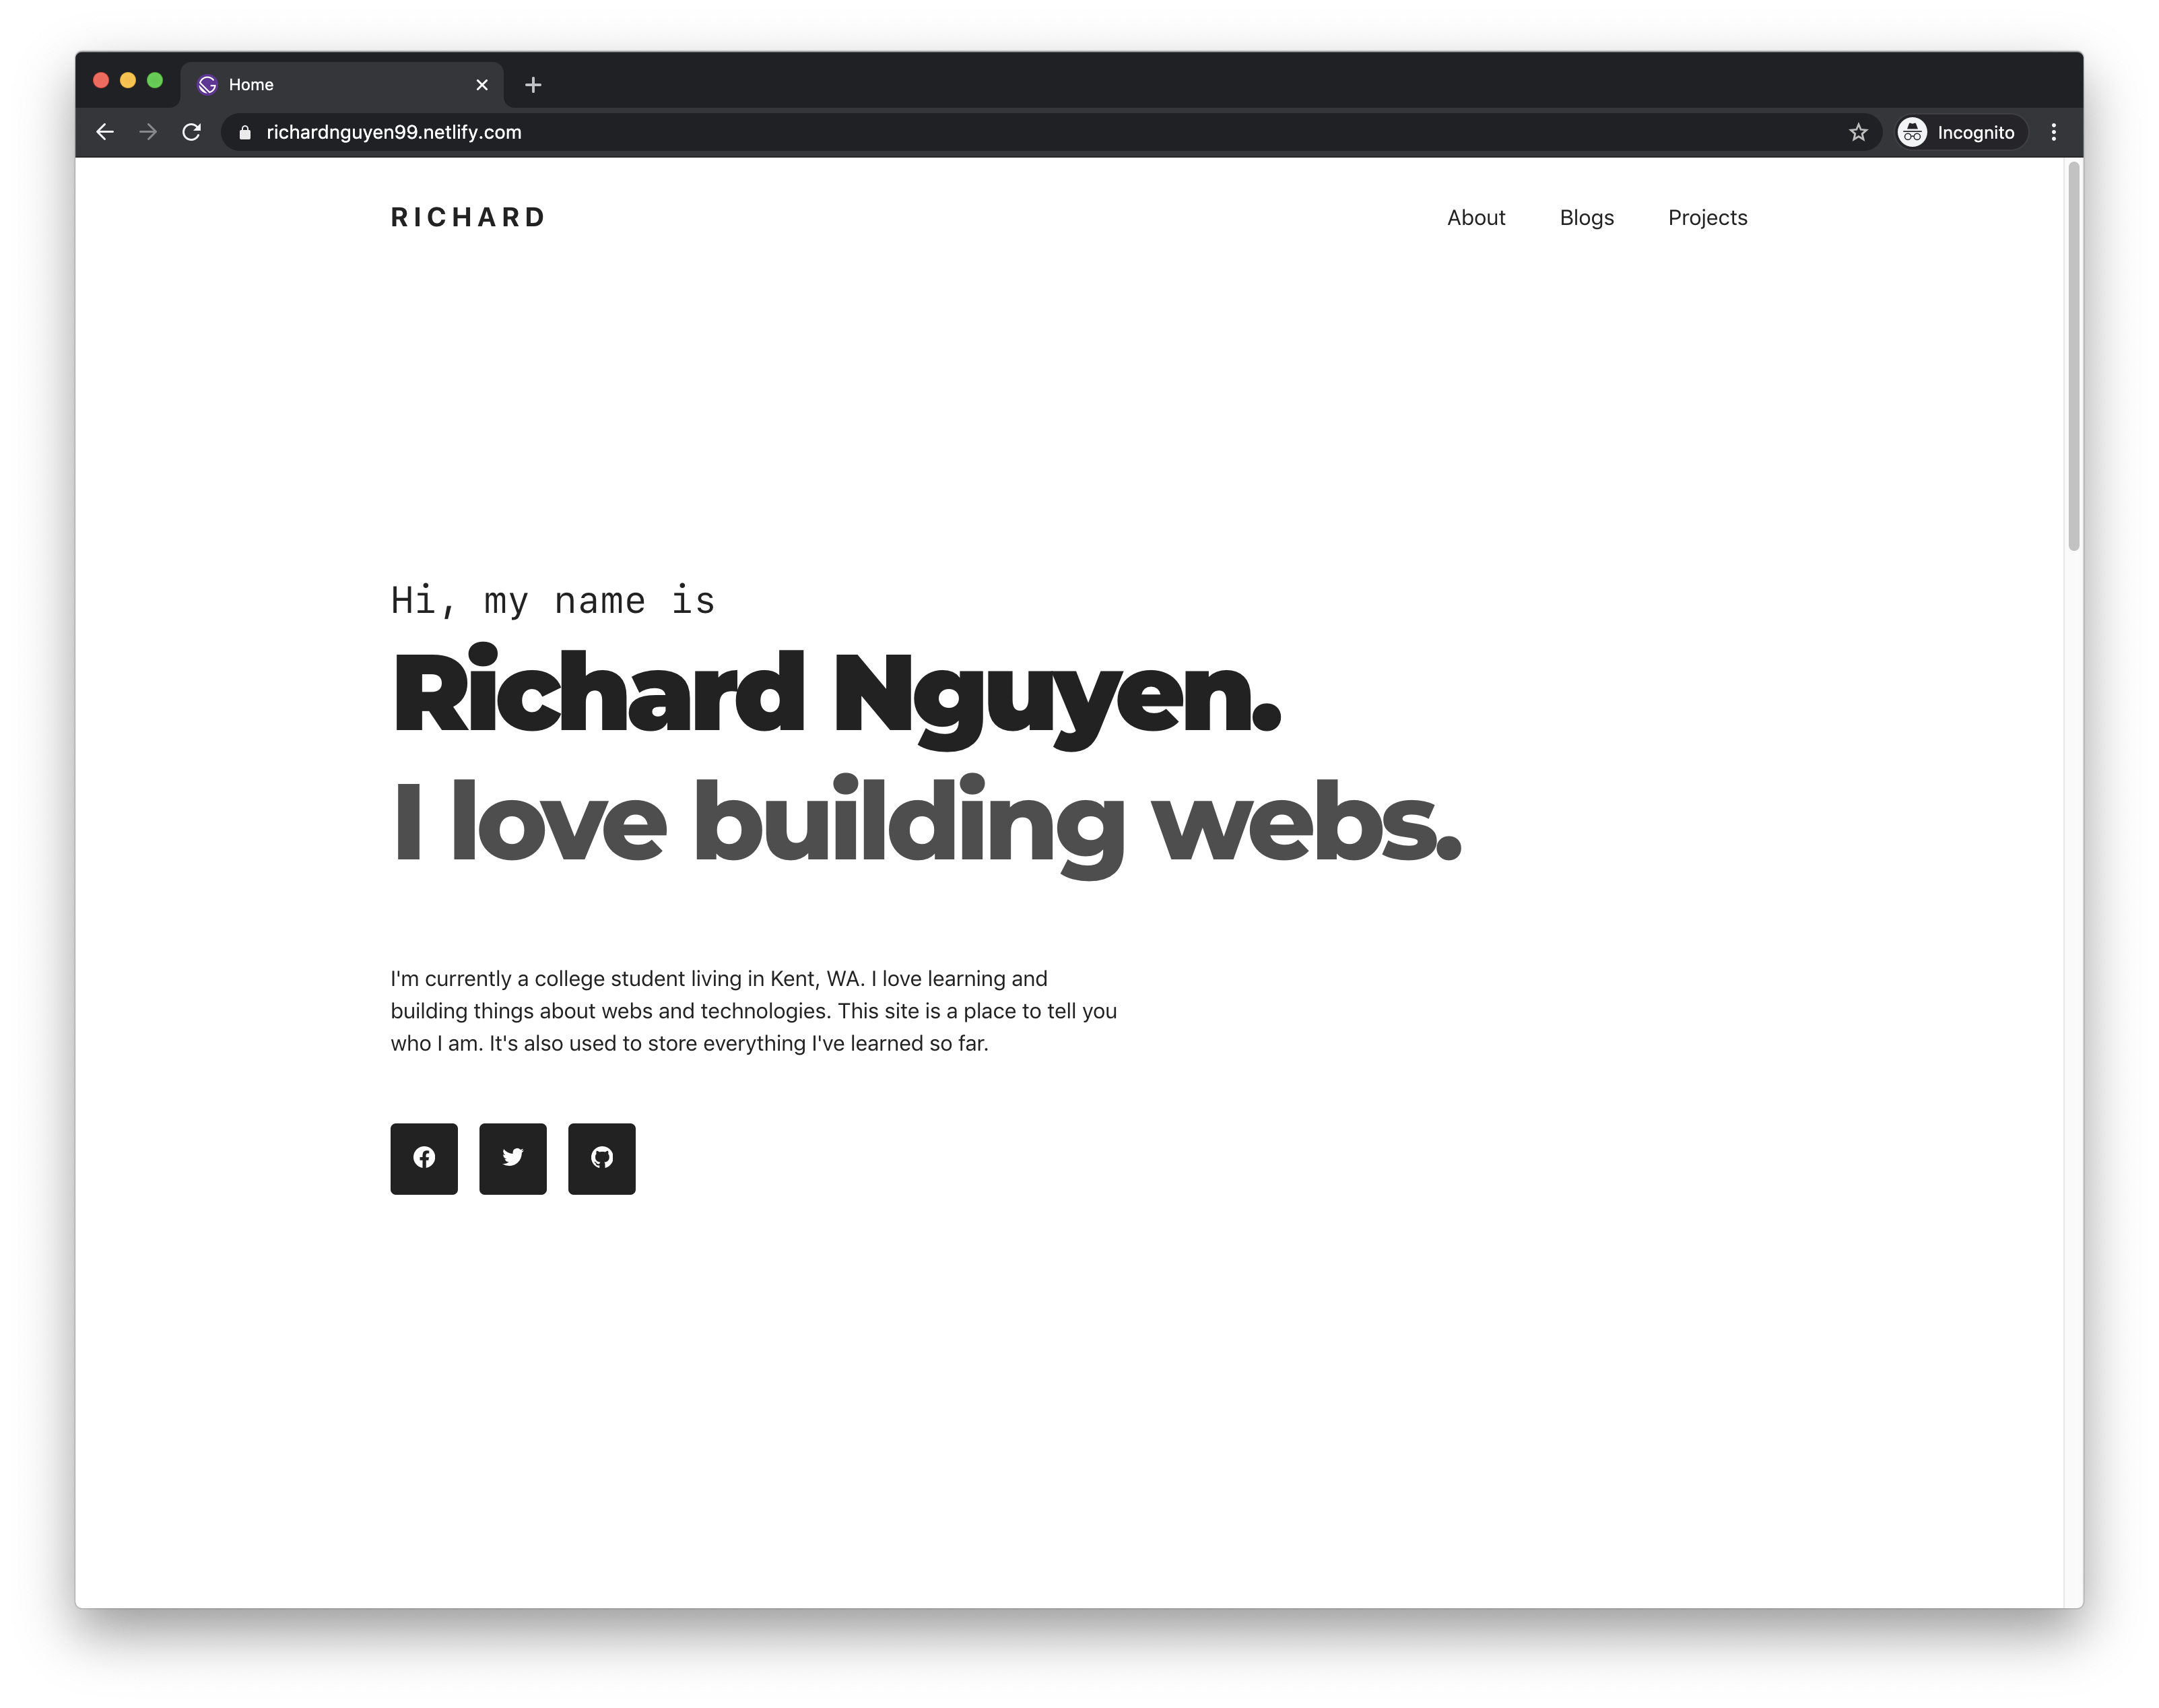 Home
richardnguyen99.netlify.com
Incognito
RICHARD
About Blogs Projects
Hi, my name is
Richard Nguyen.
I love building webs.
I'm currently a college student living in Kent, WA. I love learning and
building things about webs and technologies. This site is a place to tell you
who I am. It's also used to store everything I've learned so far.